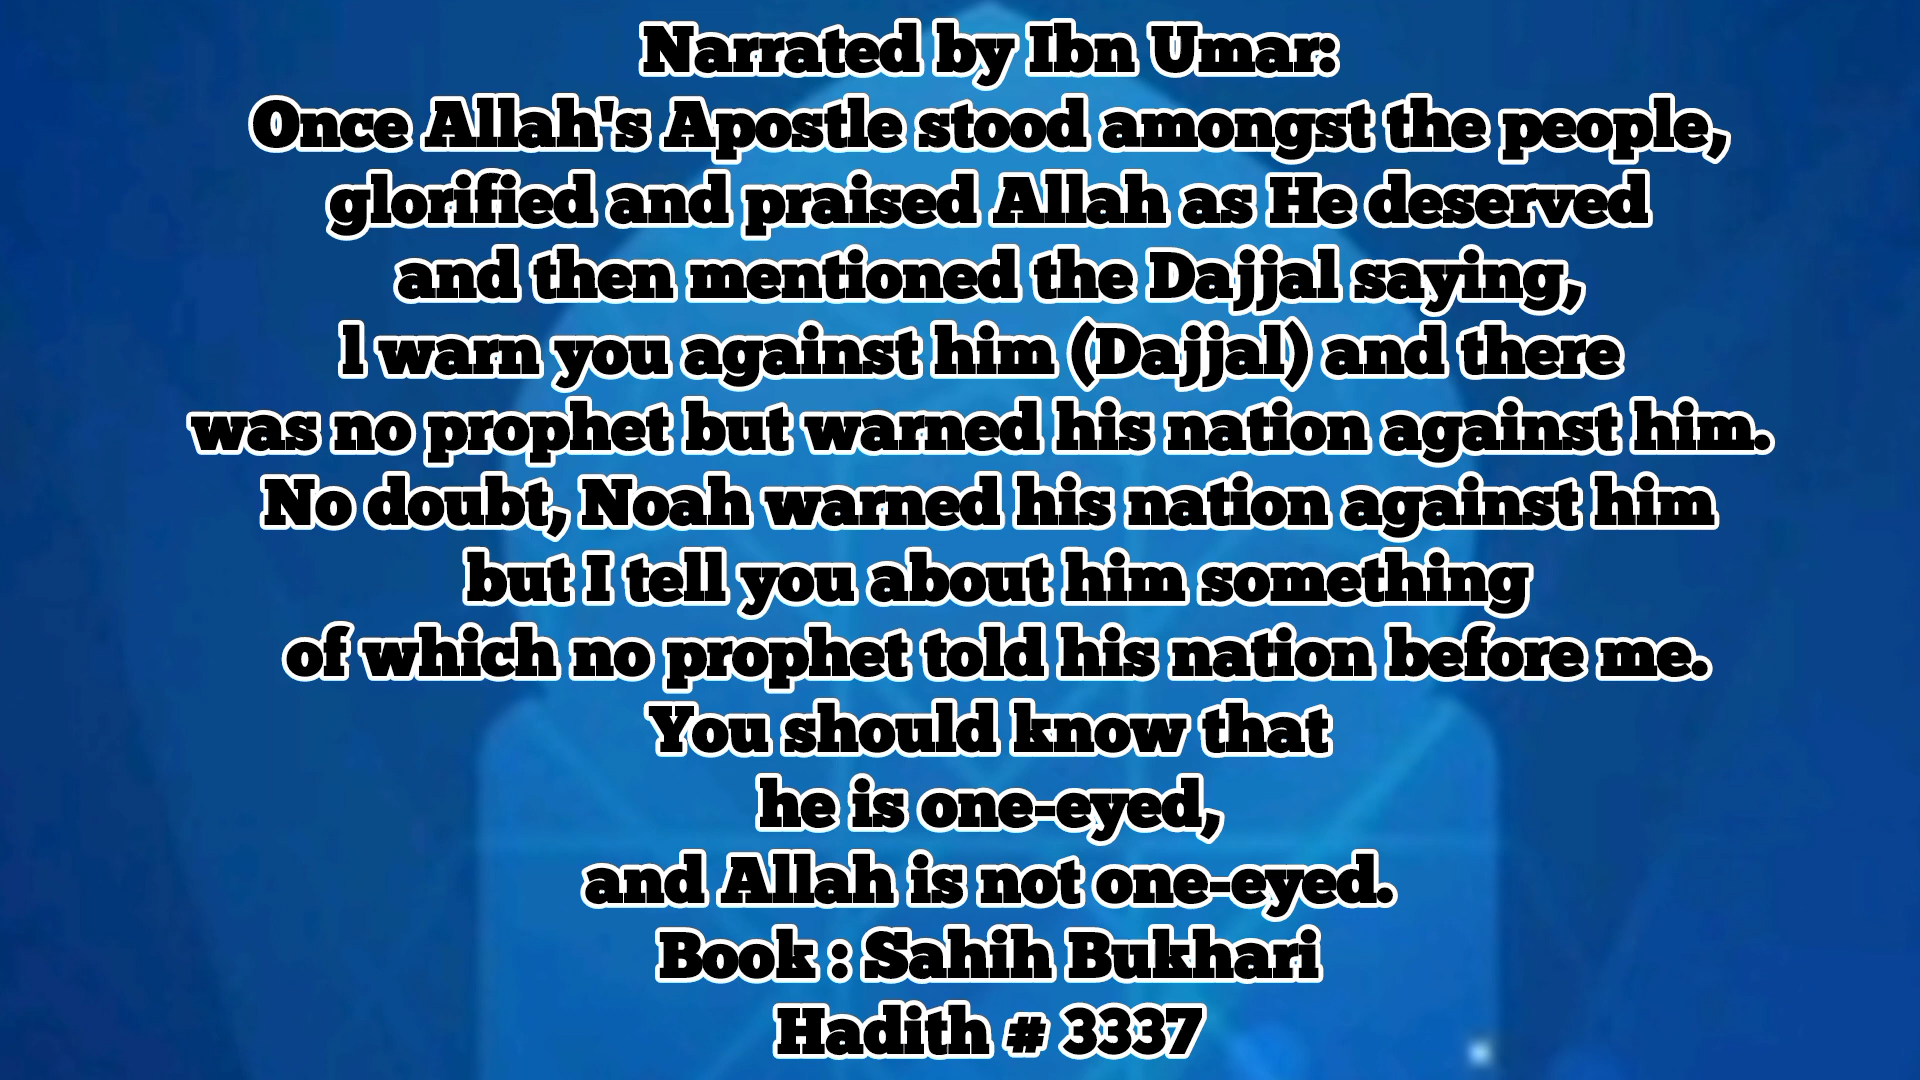 Narrated by Ibn Umar:
Once Allah's Apostle stood amongst the people,
glorified and praised Allah as He deserved
and then mentioned the Dajjal saying,
l warn you against him (Dajjal) and there
was no prophet but warned his nation against him.
No doubt, Noah warned his nation against him
but I tell you about him something
of which no prophet told his nation before me.
You should know that
he is one-eyed,
and Allah is not one-eyed.
Book : Sahih Bukhari
Hadith # 3337